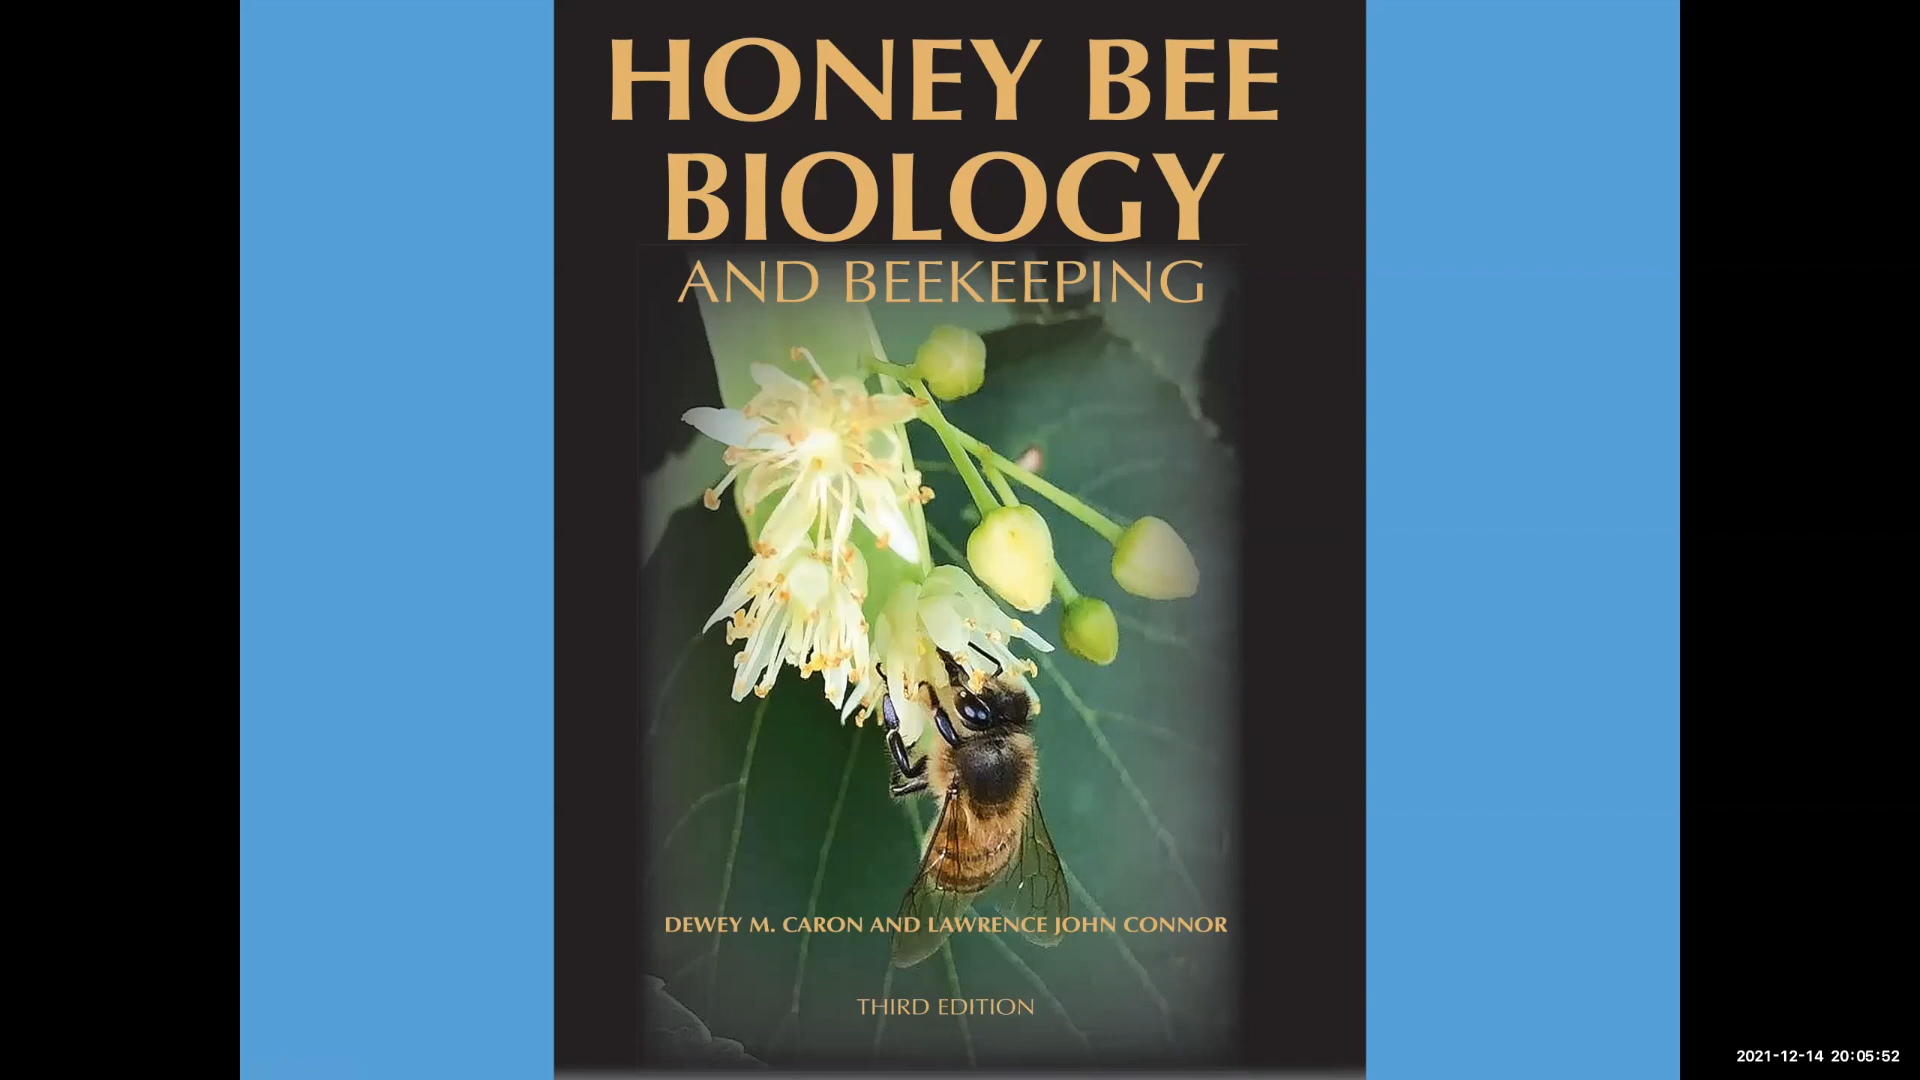 HONEY BEE
BIOLOGY
AND BEEKEEPING
DEWEY M. CARON AND LAWRENCE JOHN CONNOR
THIRD EDITION
2021-12-14 20:05:52